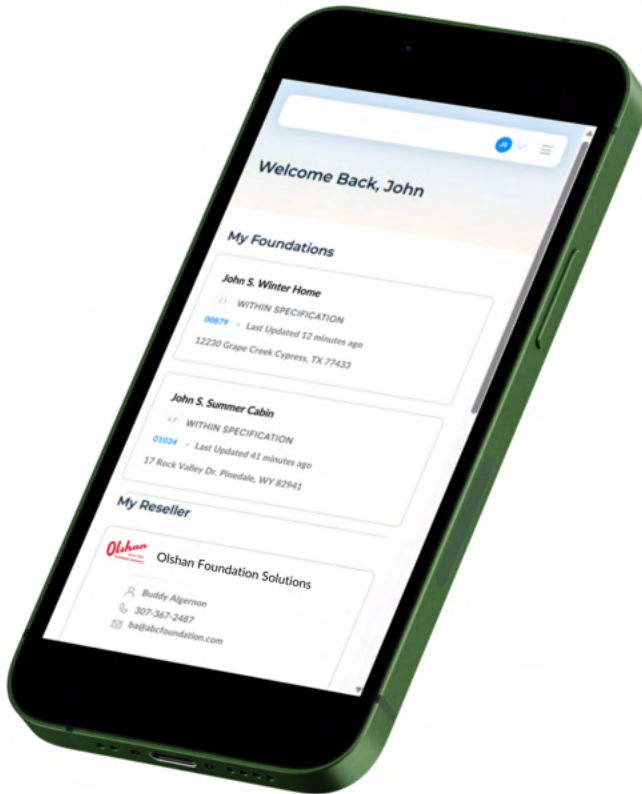 JS
Welcome Back, John
My Foundations
John S. Winter Home
WITHIN SPECIFICATION
00879 - Last Updated 12 minutes ago
12230 Grape Creek Cypress, TX 77433
John S. Summer Cabin
WITHIN SPECIFICATION
01034 - Last Updated 41 minutes ago
17 Rock Valley Dr. Pinedale, WY 82941
My Reseller
Olshan
Olshan Foundation Solutions
Buddy Algernon
307-367-2487
ba@abcfoundation.com